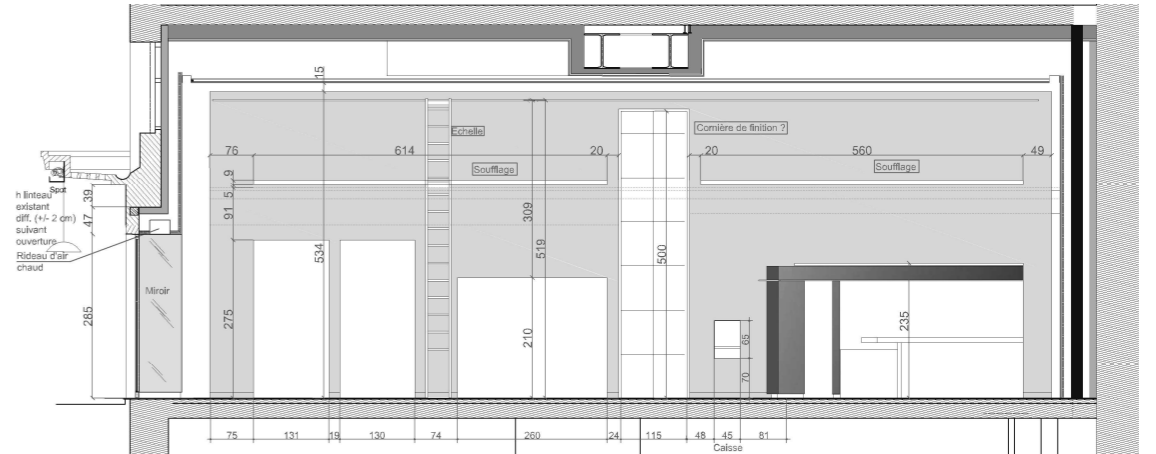 15
Echelle
Cornière de finition ?
76
614
20
20
560
49
Soufflage
Soufflage
9
5
91
Spot
39
47
h linteau
existant
diff. (+/- 2 cm)
suivant
ouverture
Rideau d'air
chaud
Miroir
285
275
534
309
519
210
500
235
65
70
75
131
19
130
74
260
24
115
48
45
81
Caisse